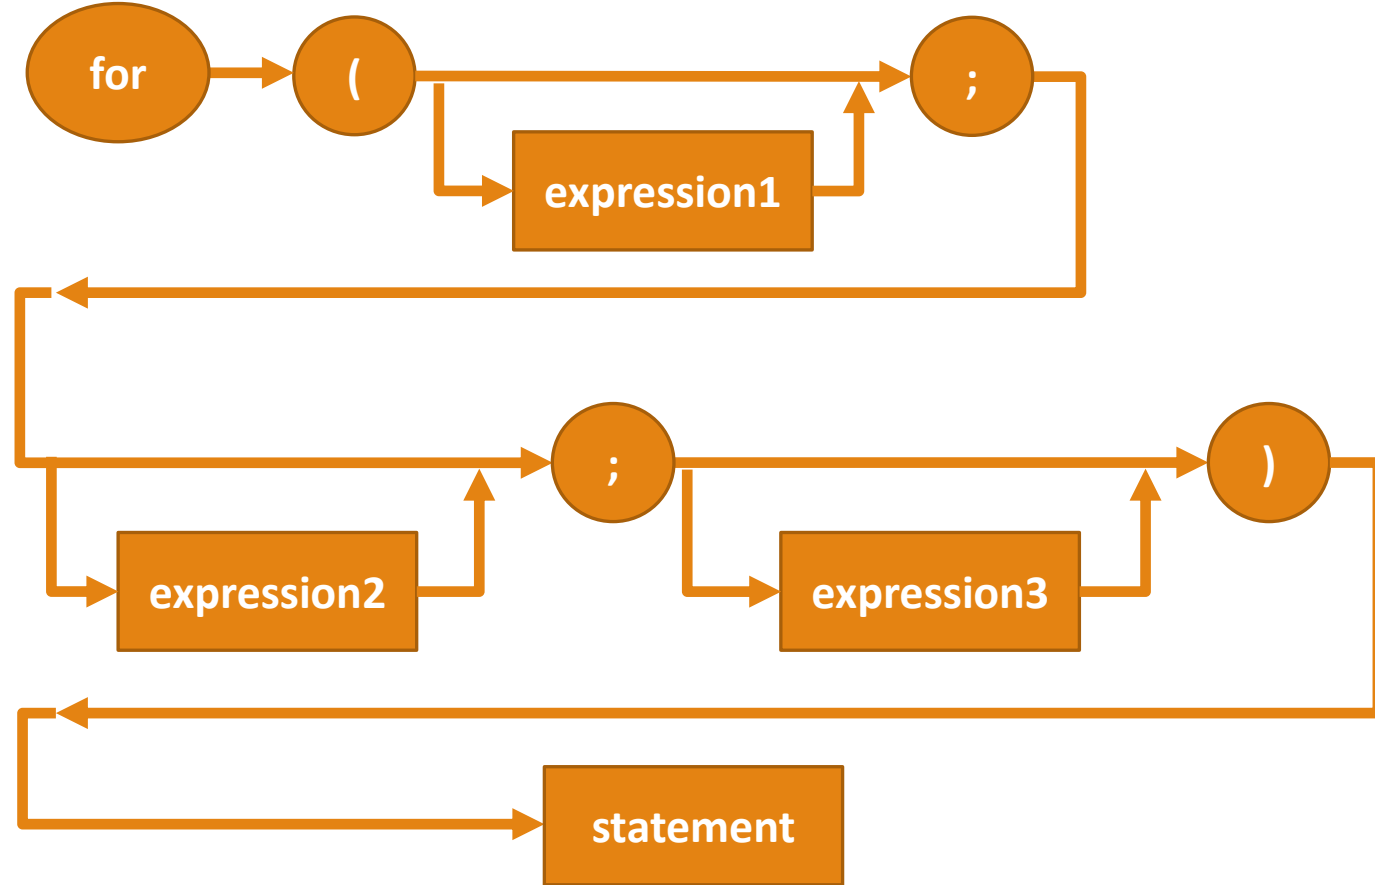 for ( ;
expression1
; )
expression2 expression3
statement